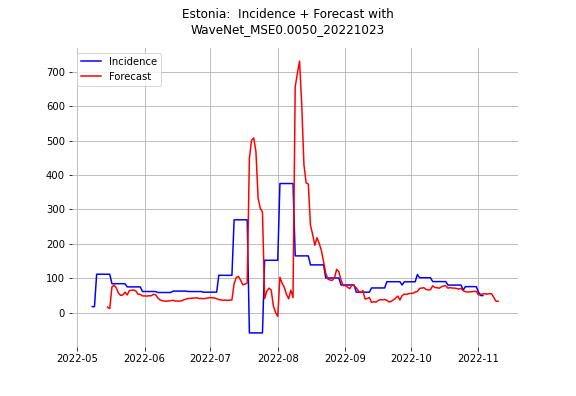 Estonia:  Incidence + Forecast with
WaveNet_MSE0.0050_20221023
Incidence
Forecast
700
600
500
400
300
200
100
0
2022-05 2022-06 2022-07 2022-08 2022-09 2022-10 2022-11